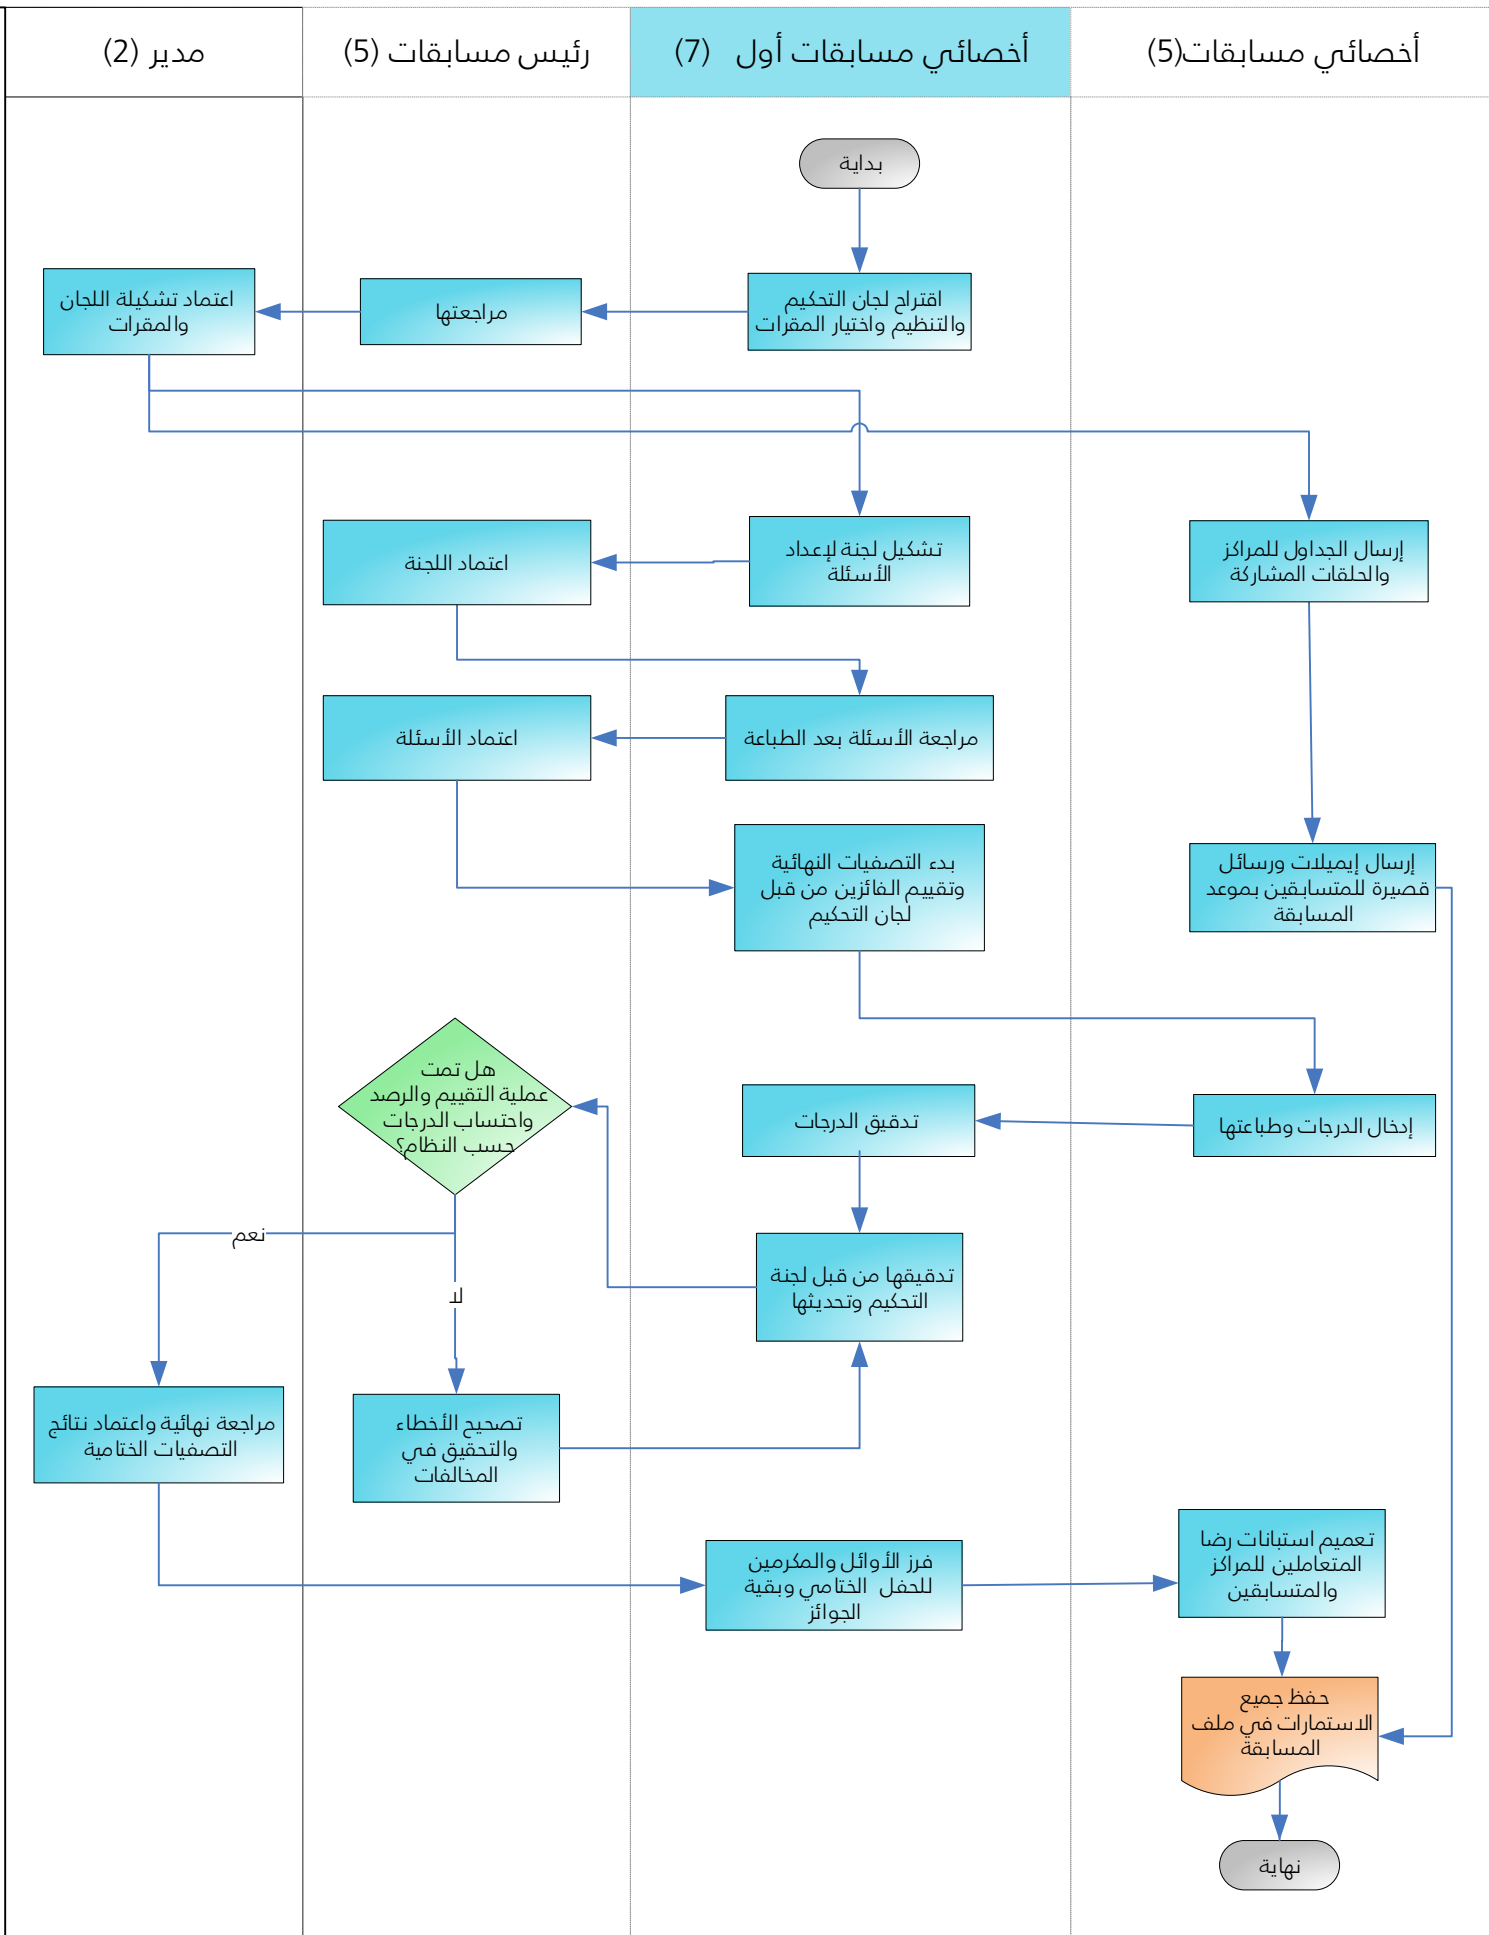 أخصائي مسابقات(5)
أخصائي مسابقات أول (7)
رئيس مسابقات (5)
مدير (2)
بداية
اقتراح لجان التحكيم
والتنظيم واختيار المقرات
مراجعتها
اعتماد تشكيلة اللجان
والمقرات
إرسال الجداول للمراكز
والحلقات المشاركة
تشكيل لجنة لإعداد
الأسئلة
اعتماد اللجنة
مراجعة الأسئلة بعد الطباعة
اعتماد الأسئلة
إرسال إيميلات ورسائل
قصيرة للمتسابقين بموعد
المسابقة
بدء التصفيات النهائية
وتقييم الفائزين من قبل
لجان التحكيم
إدخال الدرجات وطباعتها
تدقيق الدرجات
هل تمت
عملية التقييم والرصد
واحتساب الدرجات
حسب النظام؟
تدقيقها من قبل لجنة
التحكيم وتحديثها
نعم
لا
تصحيح الأخطاء
والتحقيق في
المخالفات
مراجعة نهائية واعتماد نتائج
التصفيات الختامية
فرز الأوائل والمكرمين
للحفل الختامي وبقية
الجوائز
تعميم استبانات رضا
المتعاملين للمراكز
والمتسابقين
حفظ جميع
الاستمارات في ملف
المسابقة
نهاية